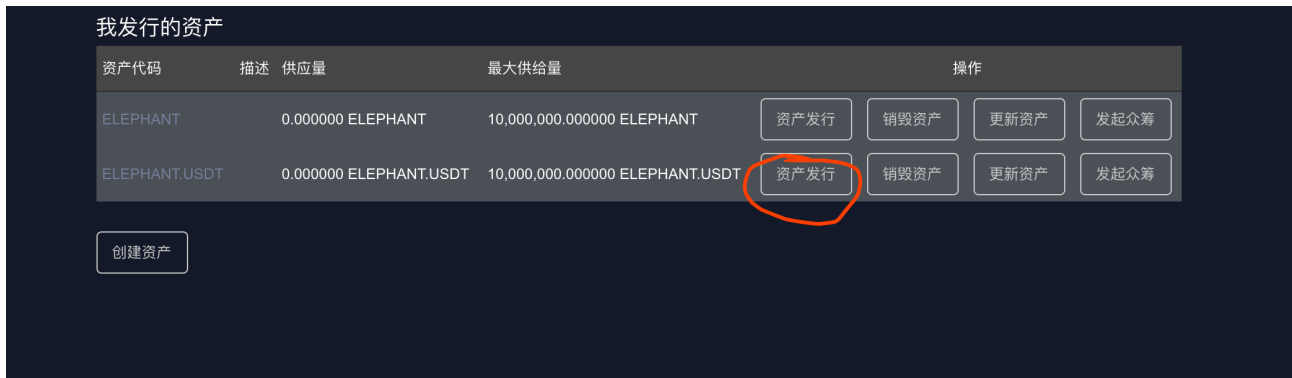 我发行的资产
资产代码 描述 供应量 最大供给量 操作
ELEPHANT 0.000000 ELEPHANT 10,000,000.000000 ELEPHANT 资产发行 销毁资产 更新资产 发起众筹
ELEPHANT.USDT 0.000000 ELEPHANT.USDT 10,000,000.000000 ELEPHANT.USDT 资产发行 销毁资产 更新资产 发起众筹
创建资产